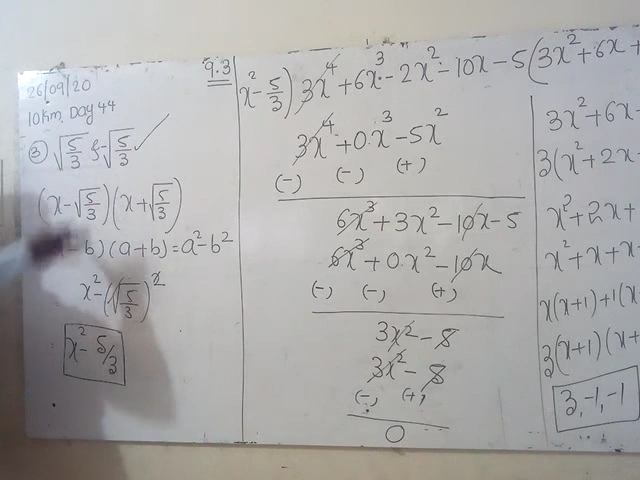 26/09/20
10km, Day 44
9.3
③ √5/3 & -√5/3 ✓
(x-√5/3)(x+√5/3)
-b)(a+b)=a²-b²
x²-(√5/3)²
x²-5/3
x²-5/3)3x⁴+6x³-2x²-10x-5(3x²+6x+
3x⁴+0.x³-5x²
(-) (-) (+)
6x³+3x²-10x-5
6x³+0.x²-10x
(-) (-) (+)
3x²-8
3x²-8
(-) (+)
0
3x²+6x-
3(x²+2x-
x²+2x+
x²+x+x
x(x+1)+1(x
3(x+1)(x+
3,-1,-1